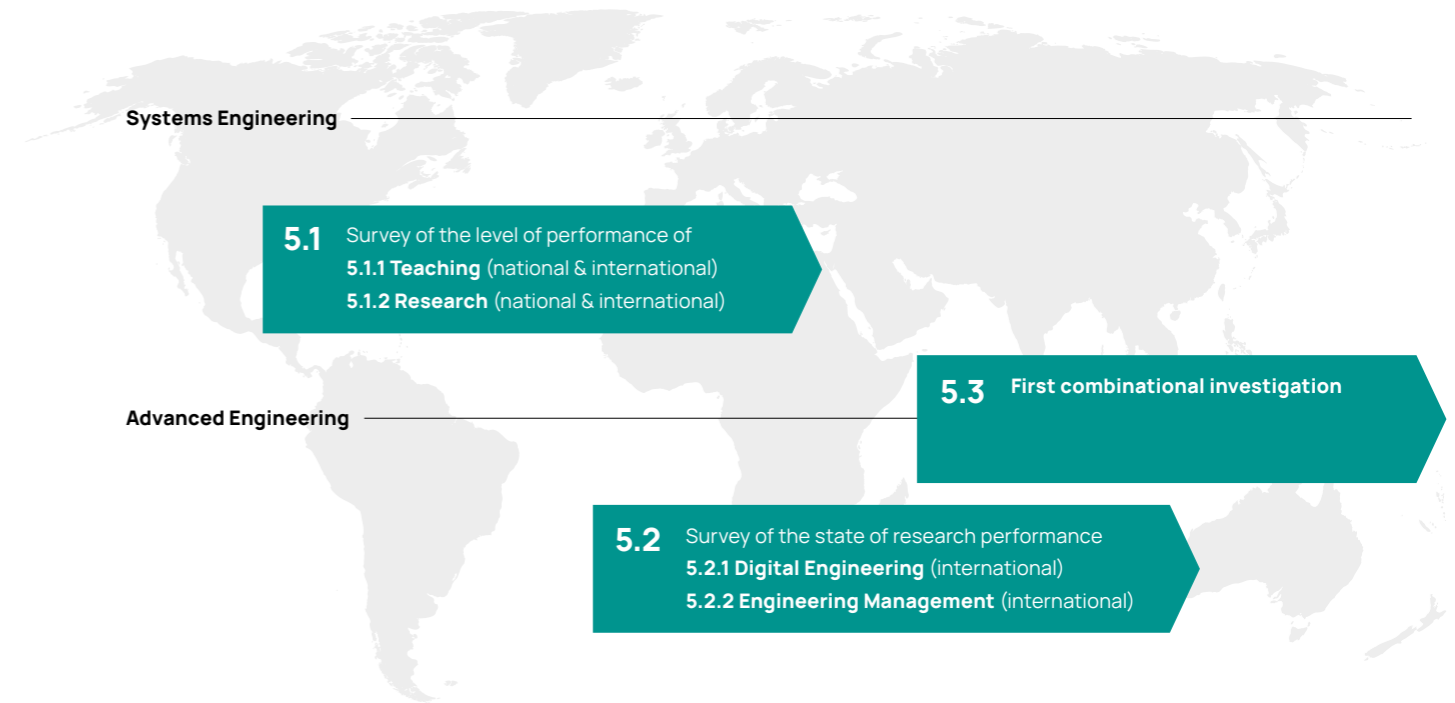 Systems Engineering
5.1 Survey of the level of performance of
5.1.1 Teaching (national & international)
5.1.2 Research (national & international)
5.3 First combinational investigation
Advanced Engineering
5.2 Survey of the state of research performance
5.2.1 Digital Engineering (international)
5.2.2 Engineering Management (international)